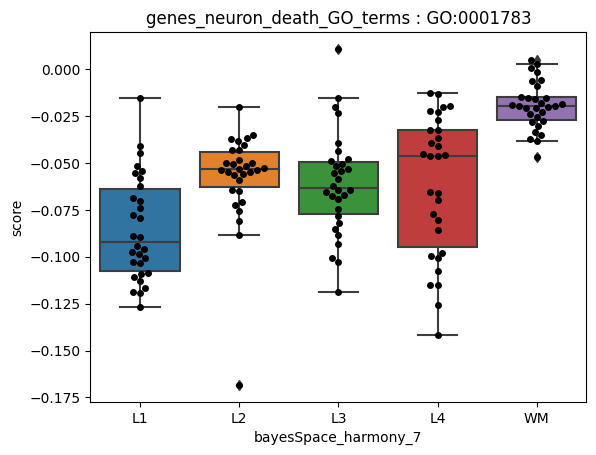 genes_neuron_death_GO_terms : GO:0001783
0.000
−0.025
−0.050
−0.075
−0.100
−0.125
−0.150
−0.175
score
L1 L2 L3 L4 WM
bayesSpace_harmony_7